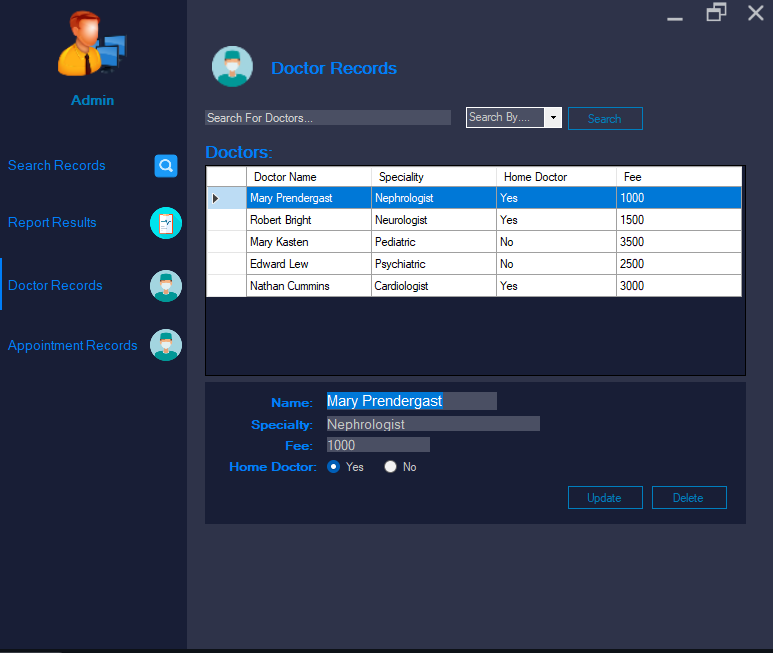 Admin
Search Records
Report Results
Doctor Records
Appointment Records
Doctor Records
Search For Doctors... Search By.... Search
Doctors:
Doctor Name Speciality Home Doctor Fee
Mary Prendergast Nephrologist Yes 1000
Robert Bright Neurologist Yes 1500
Mary Kasten Pediatric No 3500
Edward Lew Psychiatric No 2500
Nathan Cummins Cardiologist Yes 3000
Name: Mary Prendergast
Specialty: Nephrologist
Fee: 1000
Home Doctor: Yes No
Update Delete